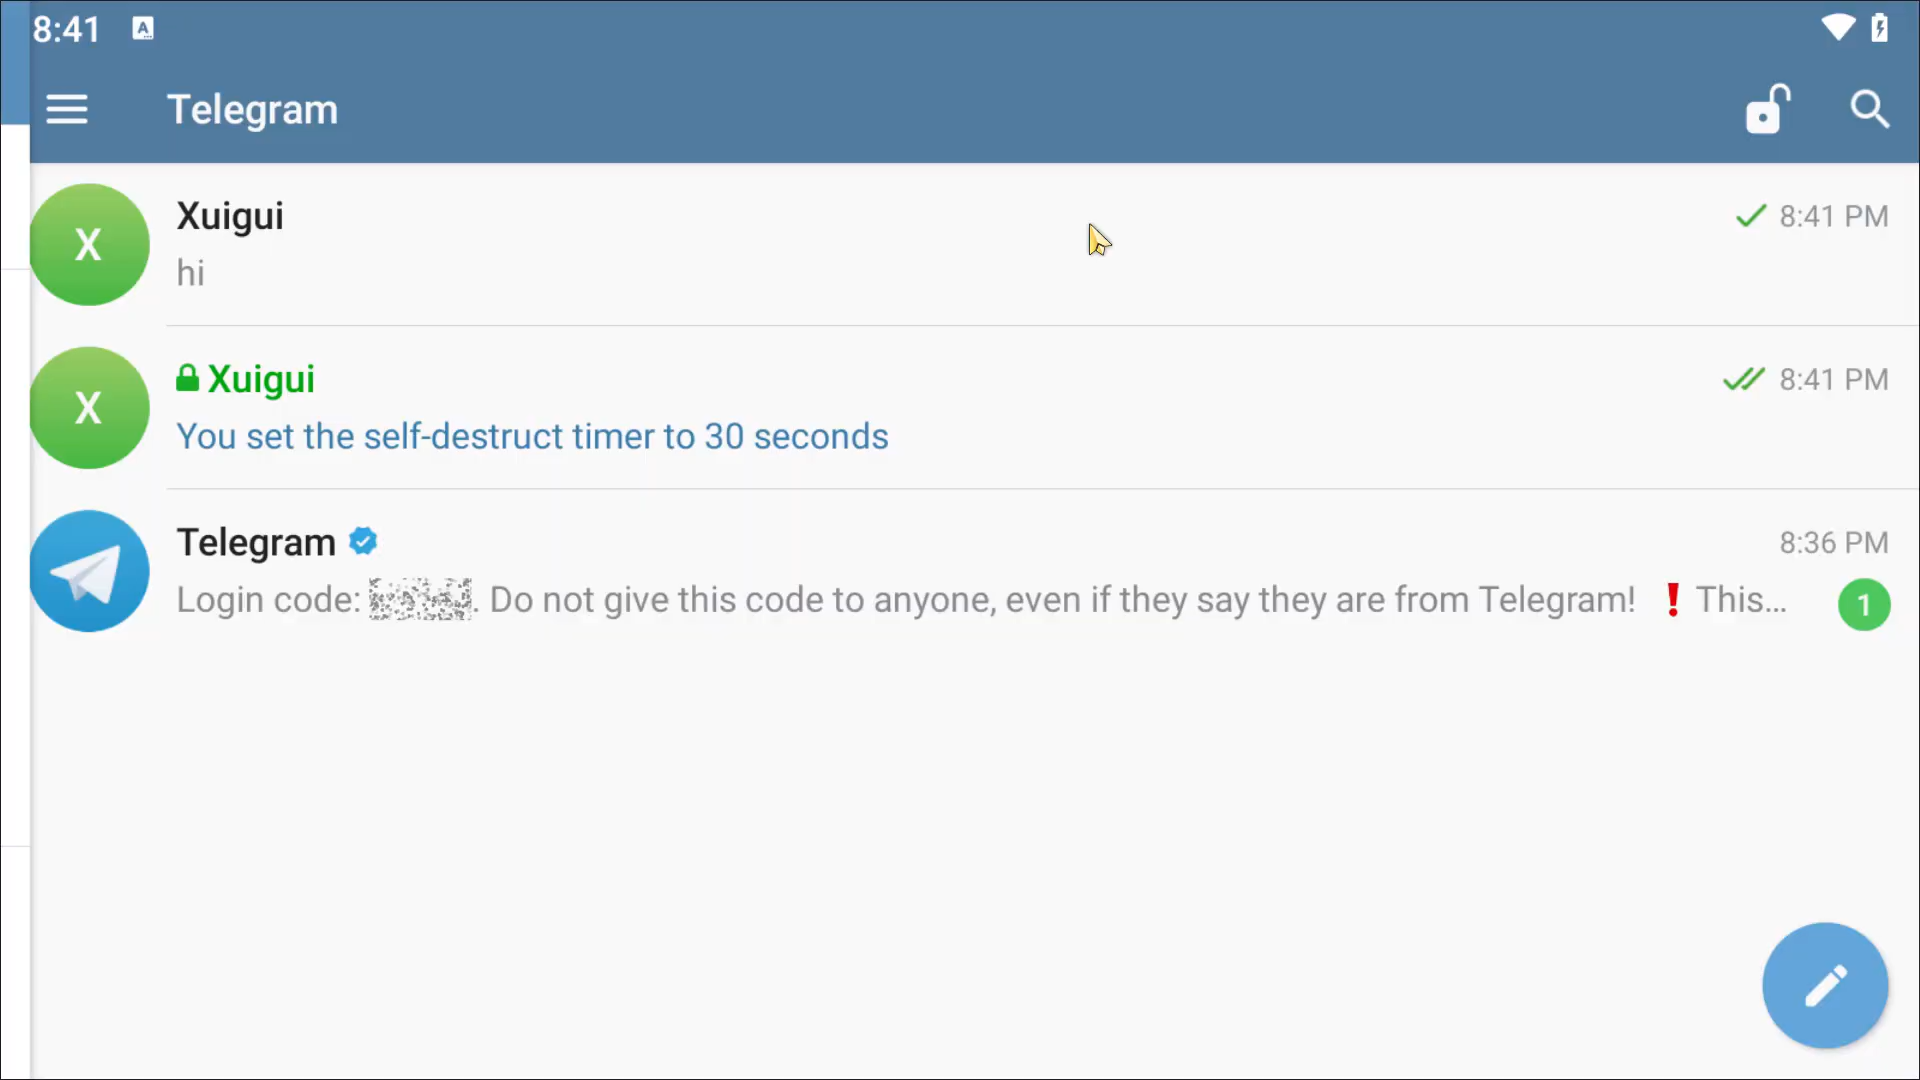 8:41 A
Telegram
X Xuigui 8:41 PM
hi
X Xuigui 8:41 PM
You set the self-destruct timer to 30 seconds
Telegram 8:36 PM
Login code: . Do not give this code to anyone, even if they say they are from Telegram! ❗ This... 1